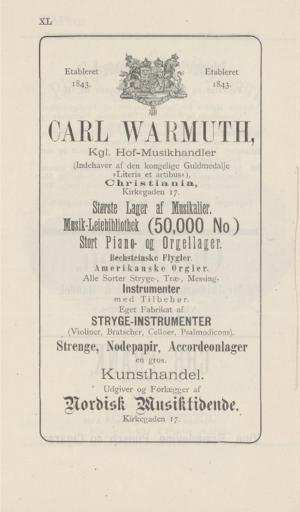 XL
Etableret Etableret
1843. 1843.
CARL WARMUTH,
Kgl. Hof-Musikhandler
(Indehaver af den kongelige Guldmedalje
»Literis et artibus«),
Christiania,
Kirkegaden 17.
Største Lager af Musikalier.
Musik-Leiebibliothek (50,000 No)
Stort Piano- og Orgellager.
Bechsteinske Flygler.
Amerikanske Orgler.
Alle Sorter Stryge-, Træ-, Messing-
Instrumenter
med Tilbehør.
Eget Fabrikat af
STRYGE-INSTRUMENTER
(Violiner, Bratscher, Celloer, Psalmodicons).
Strenge, Nodepapir, Accordeonlager
en gros.
Kunsthandel.
Udgiver og Forlægger af
Nordisk Musiktidende.
Kirkegaden 17.